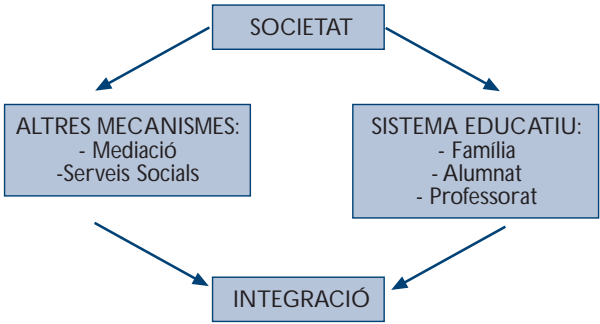 SOCIETAT
ALTRES MECANISMES:
- Mediació
-Serveis Socials
SISTEMA EDUCATIU:
- Família
- Alumnat
- Professorat
INTEGRACIÓ